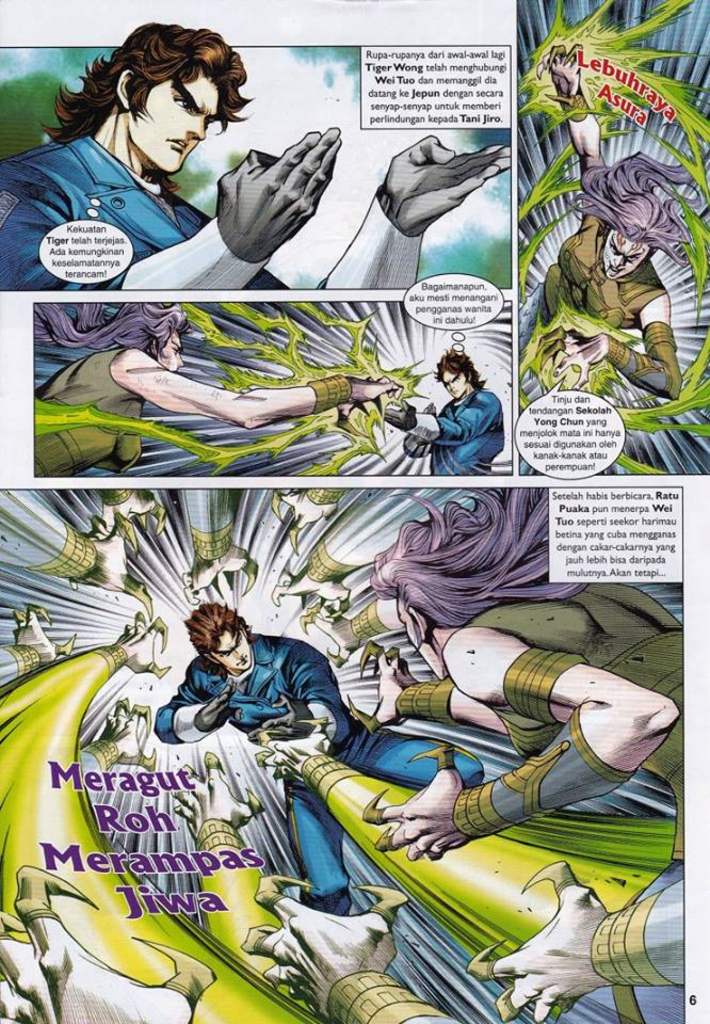 Rupa-rupanya dari awal-awal lagi
Tiger Wong telah menghubungi
Wei Tuo dan memanggil dia
datang ke Jepun dengan secara
senyap-senyap untuk memberi
perlindungan kepada Tani Jiro.
Kekuatan
Tiger telah terjejas.
Ada kemungkinan
keselamatannya
terancam!
Lebuhraya
Asura
Bagaimanapun,
aku mesti menangani
pengganas wanita
ini dahulu!
Tinju dan
tendangan Sekolah
Yong Chun yang
menjolok mata ini hanya
sesuai digunakan oleh
kanak-kanak atau
perempuan!
Setelah habis berbicara, Ratu
Puaka pun menerpa Wei
Tuo seperti seekor harimau
betina yang cuba mengganas
dengan cakar-cakarnya yang
jauh lebih bisa daripada
mulutnya. Akan tetapi...
Meragut
Roh
Merampas
Jiwa
6